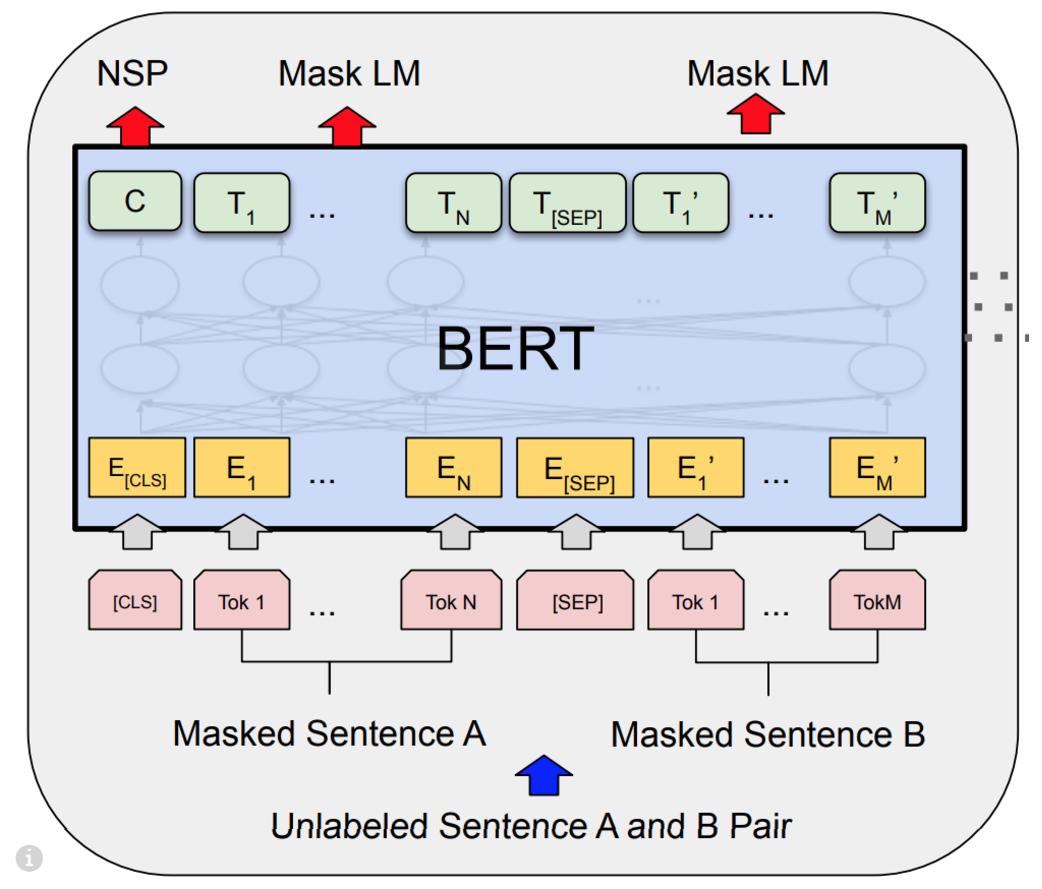 NSP Mask LM Mask LM
C T1 ... TN T[SEP] T1’ ... TM’
...
BERT
...
E[CLS] E1 ... EN E[SEP] E1’ ... EM’
[CLS] Tok 1 ... Tok N [SEP] Tok 1 ... TokM
Masked Sentence A Masked Sentence B
Unlabeled Sentence A and B Pair
i